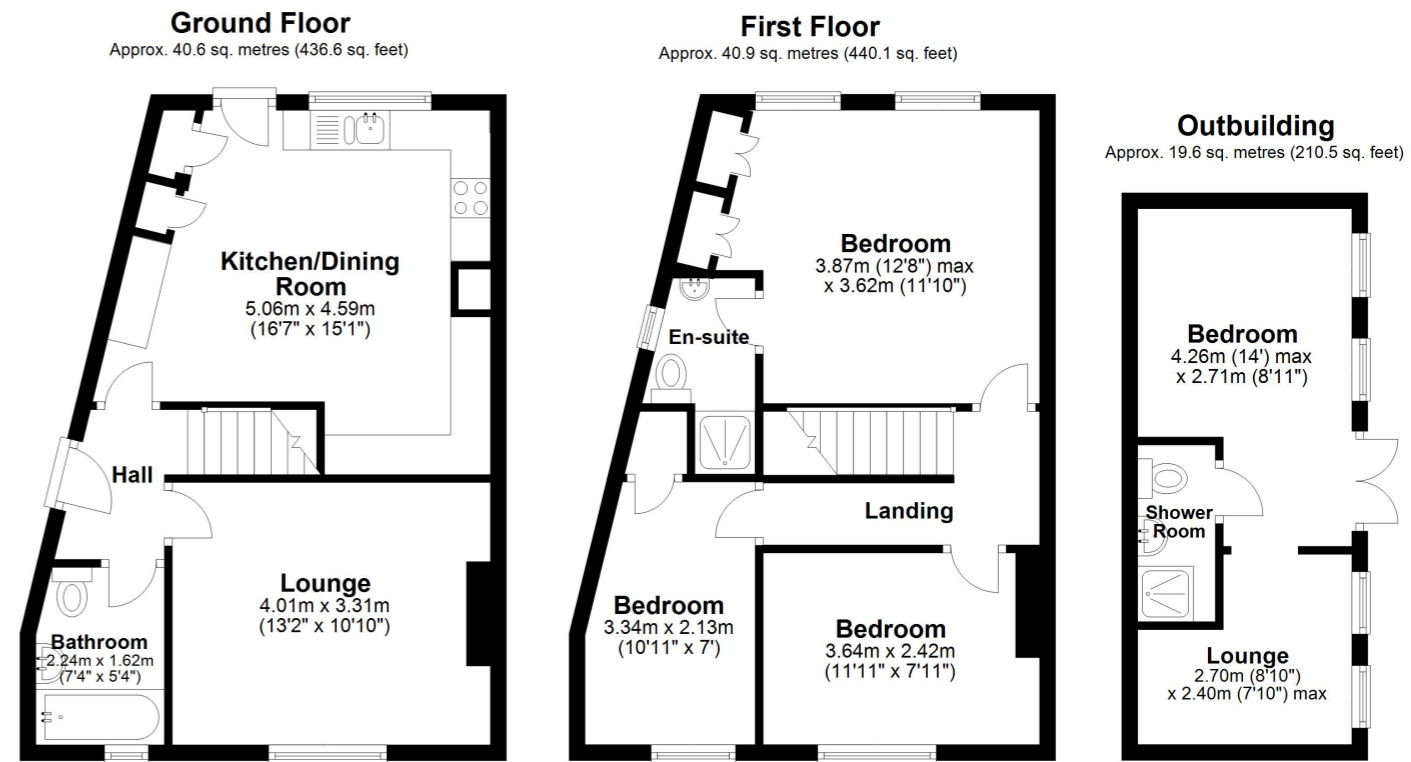 Ground Floor
Approx. 40.6 sq. metres (436.6 sq. feet)
Kitchen/Dining
Room
5.06m x 4.59m
(16'7" x 15'1")
Hall
Lounge
4.01m x 3.31m
(13'2" x 10'10")
Bathroom
2.24m x 1.62m
(7'4" x 5'4")
First Floor
Approx. 40.9 sq. metres (440.1 sq. feet)
Bedroom
3.87m (12'8") max
x 3.62m (11'10")
En-suite
Landing
Bedroom
3.34m x 2.13m
(10'11" x 7')
Bedroom
3.64m x 2.42m
(11'11" x 7'11")
Outbuilding
Approx. 19.6 sq. metres (210.5 sq. feet)
Bedroom
4.26m (14') max
x 2.71m (8'11")
Shower
Room
Lounge
2.70m (8'10")
x 2.40m (7'10") max